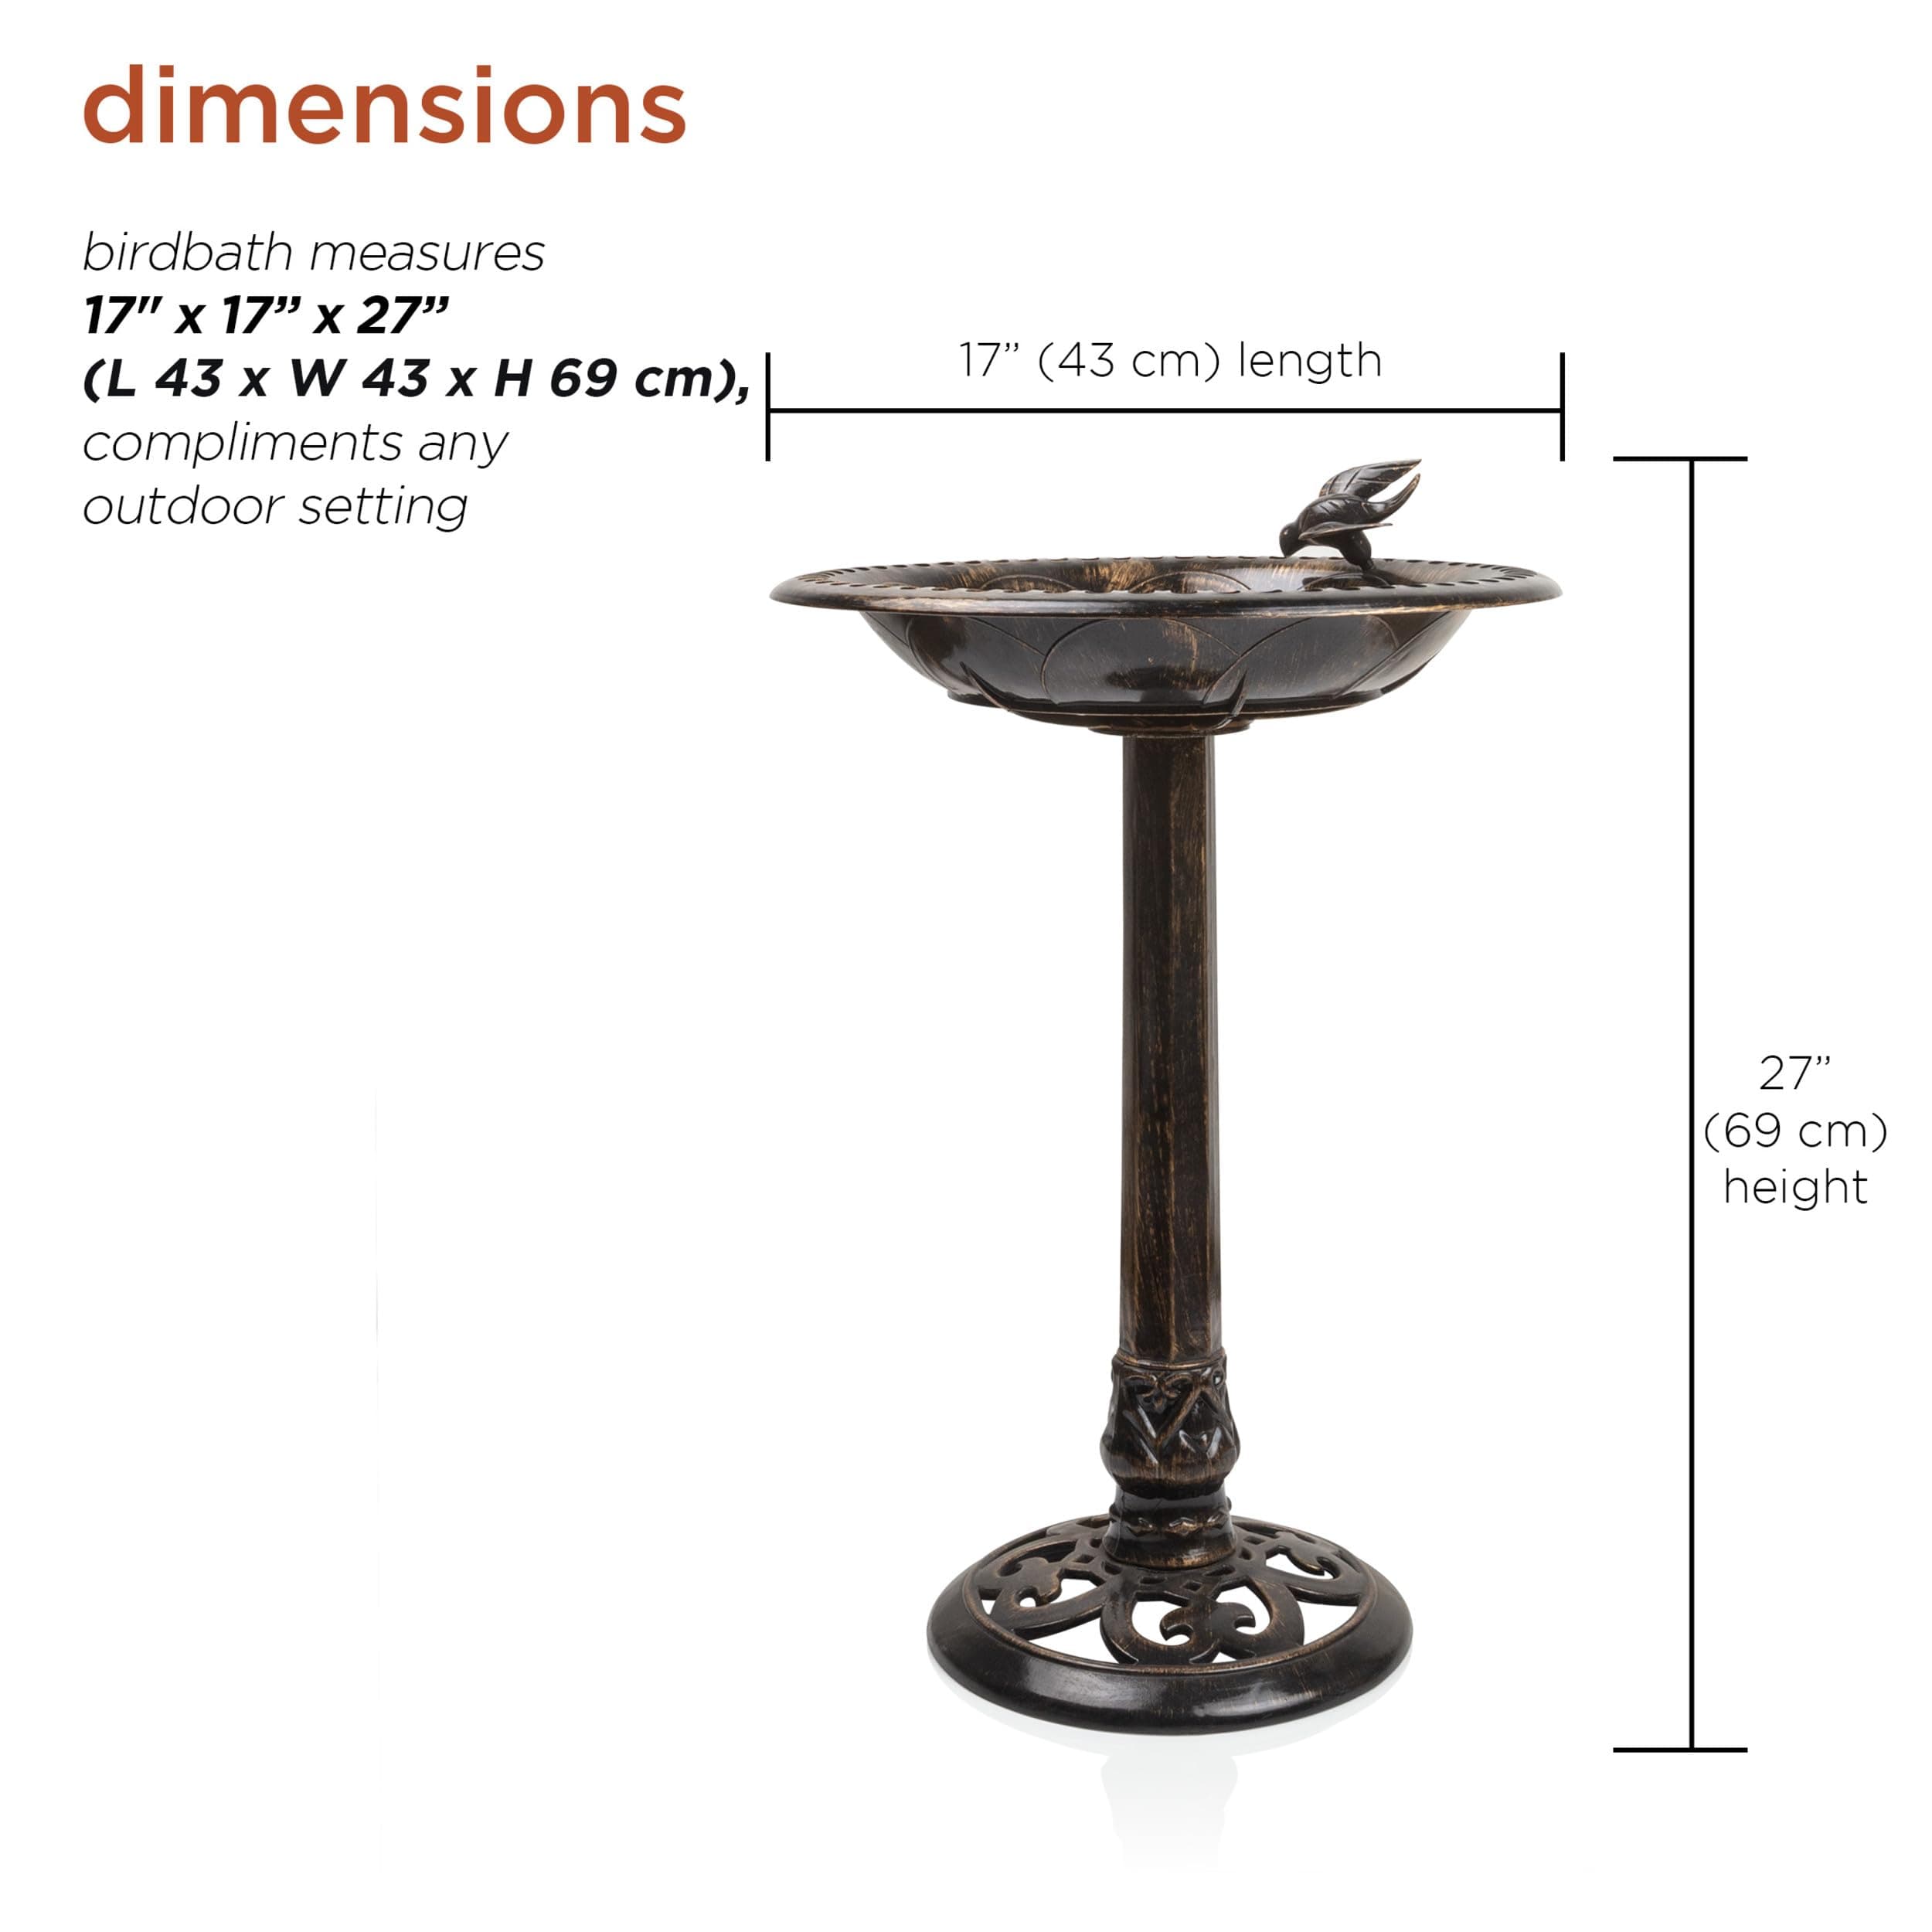 dimensions
birdbath measures
17" x 17” x 27”
(L 43 x W 43 x H 69 cm),
compliments any
outdoor setting
17” (43 cm) length
27”
(69 cm)
height